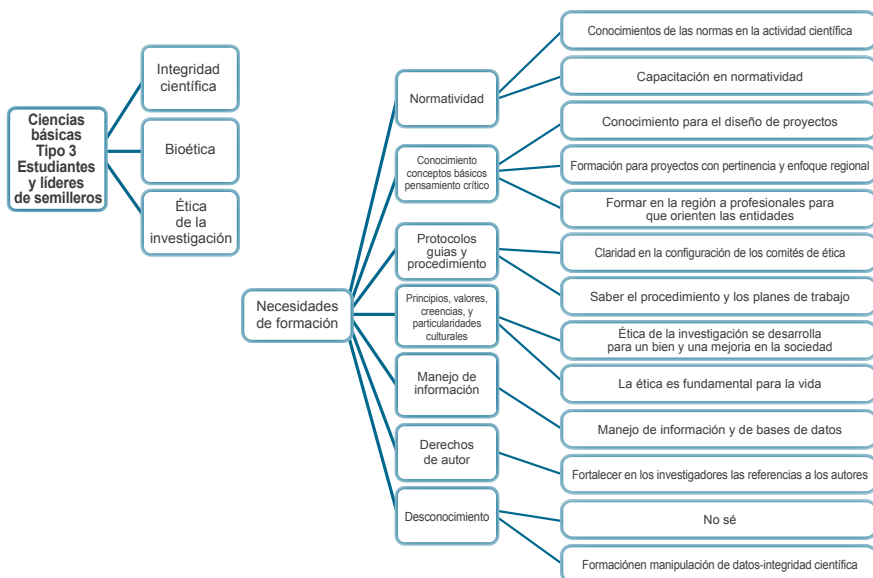 Ciencias
básicas
Tipo 3
Estudiantes
y líderes
de semilleros
Integridad
científica
Bioética
Ética
de la
investigación
Necesidades
de formación
Normatividad
Conocimiento
conceptos básicos
pensamiento crítico
Protocolos
guias y
procedimiento
Principios, valores,
creencias, y
particularidades
culturales
Manejo de
información
Derechos
de autor
Desconocimiento
Conocimientos de las normas en la actividad científica
Capacitación en normatividad
Conocimiento para el diseño de proyectos
Formación para proyectos con pertinencia y enfoque regional
Formar en la región a profesionales para
que orienten las entidades
Claridad en la configuración de los comités de ética
Saber el procedimiento y los planes de trabajo
Ética de la investigación se desarrolla
para un bien y una mejoria en la sociedad
La ética es fundamental para la vida
Manejo de información y de bases de datos
Fortalecer en los investigadores las referencias a los autores
No sé
Formaciónen manipulación de datos-integridad científica